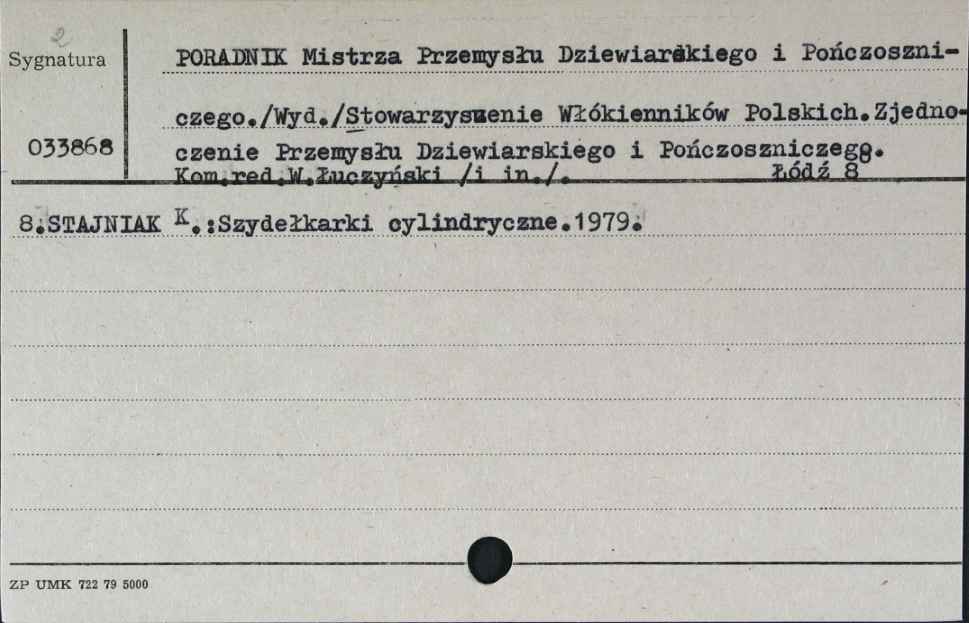 2
Sygnatura
033868
PORADNIK Mistrza Przemysłu Dziewiarskiego i Pończoszni-
czego./Wyd./Stowarzyszenie Włókienników Polskich.Zjedno-
czenie Przemysłu Dziewiarskiego i Pończoszniczego.
Kom.red.W.Łuczyński /i in./. Łódź 8
8.STAJNIAK K.:Szydełkarki cylindryczne.1979.
ZP UMK 722 79 5000